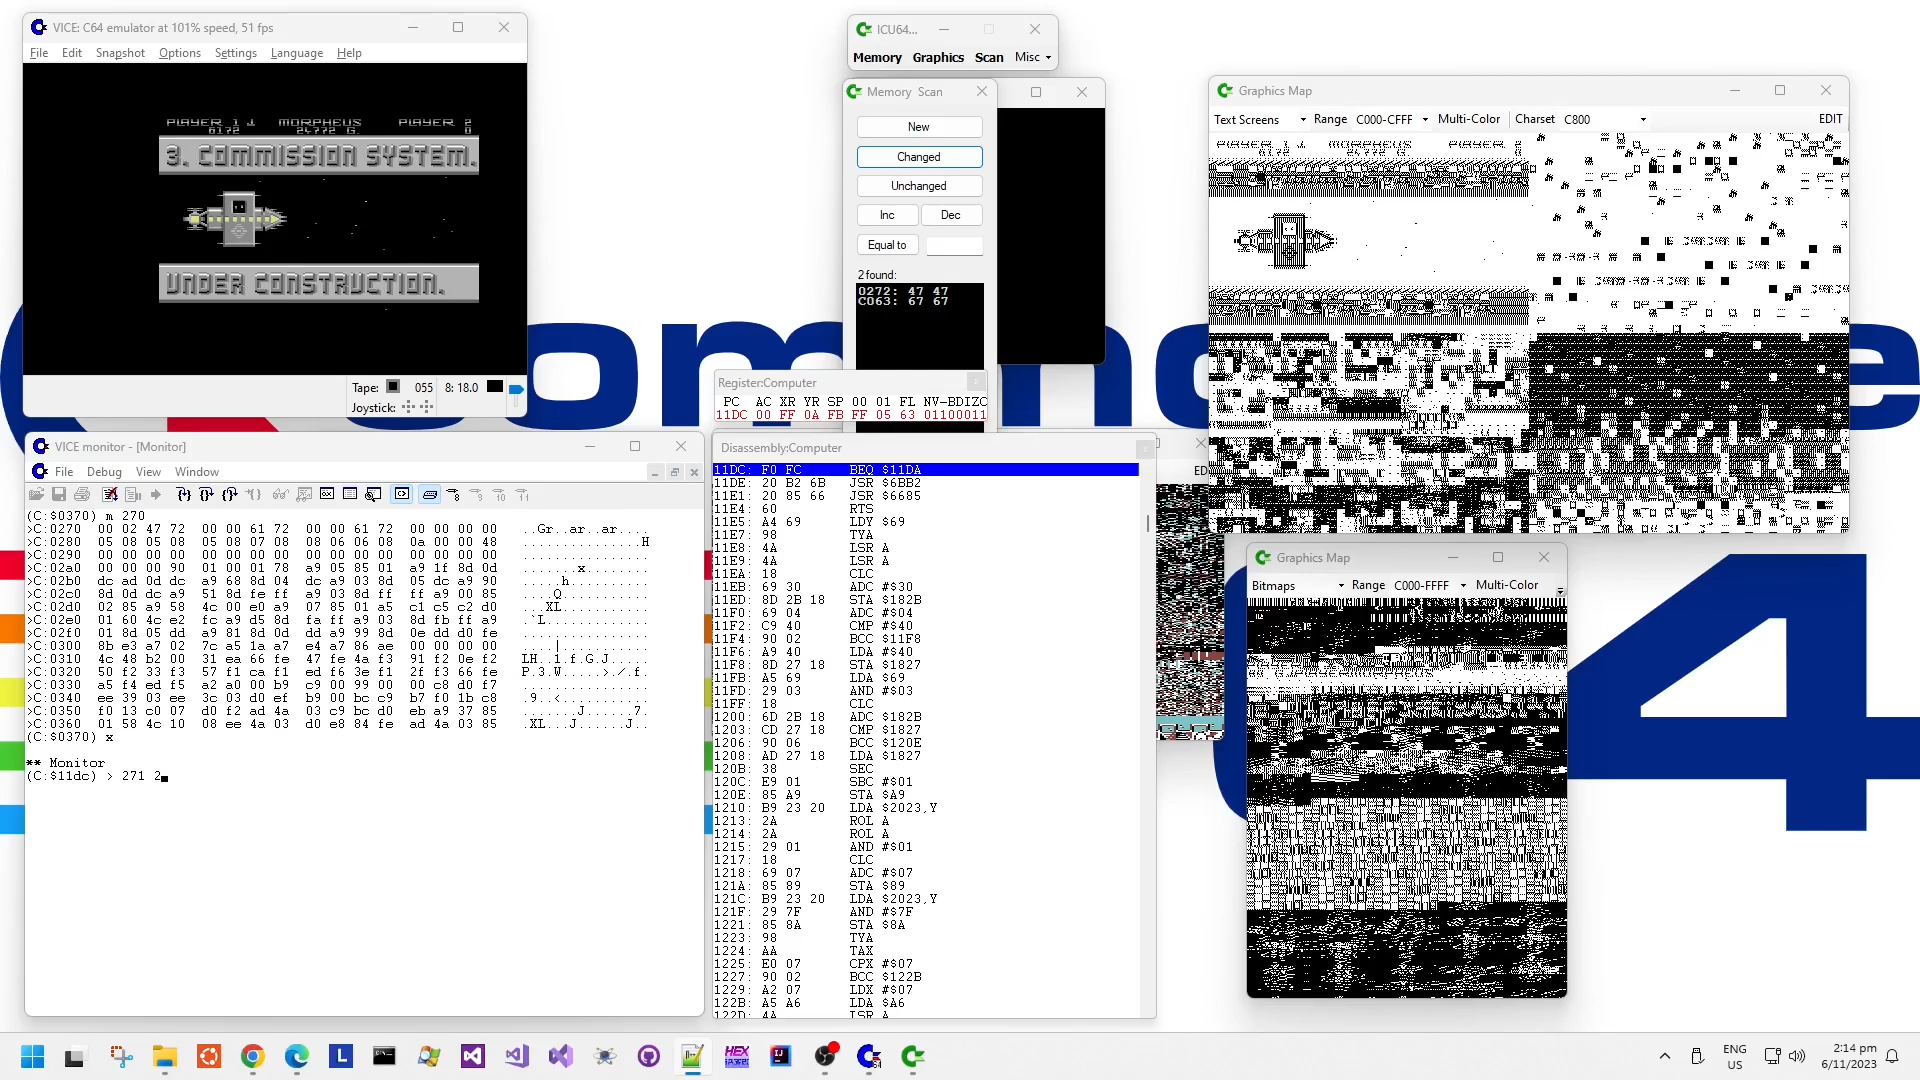 VICE: C64 emulator at 101% speed, 51 fps
File Edit Snapshot Options Settings Language Help
PLAYER 1 J MORPHEUS PLAYER 2
6172 24772 G. 0
3. COMMISSION SYSTEM.
UNDER CONSTRUCTION.
Tape: 055 8: 18.0
Joystick:
ICU64...
Memory Graphics Scan Misc
Memory Scan
New
Changed
Unchanged
Inc Dec
Equal to
2 found:
0272: 47 47
C063: 67 67
Register:Computer
PC AC XR YR SP 00 01 FL NV-BDIZC
11DC 00 FF 0A FB FF 05 63 01100011
VICE monitor - [Monitor]
File Debug View Window
(C:$0370) m 270
>C:0270 00 02 47 72 00 00 61 72 00 00 61 72 00 00 00 00 ..Gr..ar..ar....
>C:0280 05 08 05 08 05 08 07 08 08 06 06 08 0a 00 00 48 ...............H
>C:0290 00 00 00 00 00 00 00 00 00 00 00 00 00 00 00 00 ................
>C:02a0 00 00 00 90 01 00 01 78 a9 05 85 01 a9 1f 8d 0d .......x........
>C:02b0 dc ad 0d dc a9 68 8d 04 dc a9 03 8d 05 dc a9 90 .....h..........
>C:02c0 8d 0d dc a9 51 8d fe ff a9 03 8d ff ff a9 00 85 ....Q...........
>C:02d0 02 85 a9 58 4c 00 e0 a9 07 85 01 a5 c1 c5 c2 d0 ...XL...........
>C:02e0 01 60 4c e2 fc a9 d5 8d fa ff a9 03 8d fb ff a9 .`L.............
>C:02f0 01 8d 05 dd a9 81 8d 0d dd a9 99 8d 0e dd d0 fe ................
>C:0300 8b e3 a7 02 7c a5 1a a7 e4 a7 86 ae 00 00 00 00 ....|...........
>C:0310 4c 48 b2 00 31 ea 66 fe 47 fe 4a f3 91 f2 0e f2 LH..1.f.G.J.....
>C:0320 50 f2 33 f3 57 f1 ca f1 ed f6 3e f1 2f f3 66 fe P.3.W.....>./.f.
>C:0330 a5 f4 ed f5 a2 a0 00 b9 c9 00 99 00 00 c8 d0 f7 ................
>C:0340 ee 39 03 ee 3c 03 d0 ef b9 00 bc c9 b7 f0 1b c8 .9..<...........
>C:0350 f0 13 c0 07 d0 f2 ad 4a 03 c9 bc d0 eb a9 37 85 .......J......7.
>C:0360 01 58 4c 10 08 ee 4a 03 d0 e8 84 fe ad 4a 03 85 .XL...J......J..
(C:$0370) x
** Monitor
(C:$11dc) > 271 2
Disassembly:Computer
11DC: F0 FC BEQ $11DA
11DE: 20 B2 6B JSR $6BB2
11E1: 20 85 66 JSR $6685
11E4: 60 RTS
11E5: A4 69 LDY $69
11E7: 98 TYA
11E8: 4A LSR A
11E9: 4A LSR A
11EA: 18 CLC
11EB: 69 30 ADC #$30
11ED: 8D 2B 18 STA $182B
11F0: 69 04 ADC #$04
11F2: C9 40 CMP #$40
11F4: 90 02 BCC $11F8
11F6: A9 40 LDA #$40
11F8: 8D 27 18 STA $1827
11FB: A5 69 LDA $69
11FD: 29 03 AND #$03
11FF: 18 CLC
1200: 6D 2B 18 ADC $182B
1203: CD 27 18 CMP $1827
1206: 90 06 BCC $120E
1208: AD 27 18 LDA $1827
120B: 38 SEC
120C: E9 01 SBC #$01
120E: 85 A9 STA $A9
1210: B9 23 20 LDA $2023,Y
1213: 2A ROL A
1214: 2A ROL A
1215: 29 01 AND #$01
1217: 18 CLC
1218: 69 07 ADC #$07
121A: 85 89 STA $89
121C: B9 23 20 LDA $2023,Y
121F: 29 7F AND #$7F
1221: 85 8A STA $8A
1223: 98 TYA
1224: AA TAX
1225: E0 07 CPX #$07
1227: 90 02 BCC $122B
1229: A2 07 LDX #$07
122B: A5 A6 LDA $A6
122D: 4A LSR A
ED
Graphics Map
Text Screens Range C000-CFFF Multi-Color Charset C800 EDIT
PLAYER 1 J MORPHEUS PLAYER 2
6172 24772 G. 0
Graphics Map
Bitmaps Range C000-FFFF Multi-Color
ENG
US
2:14 pm
6/11/2023